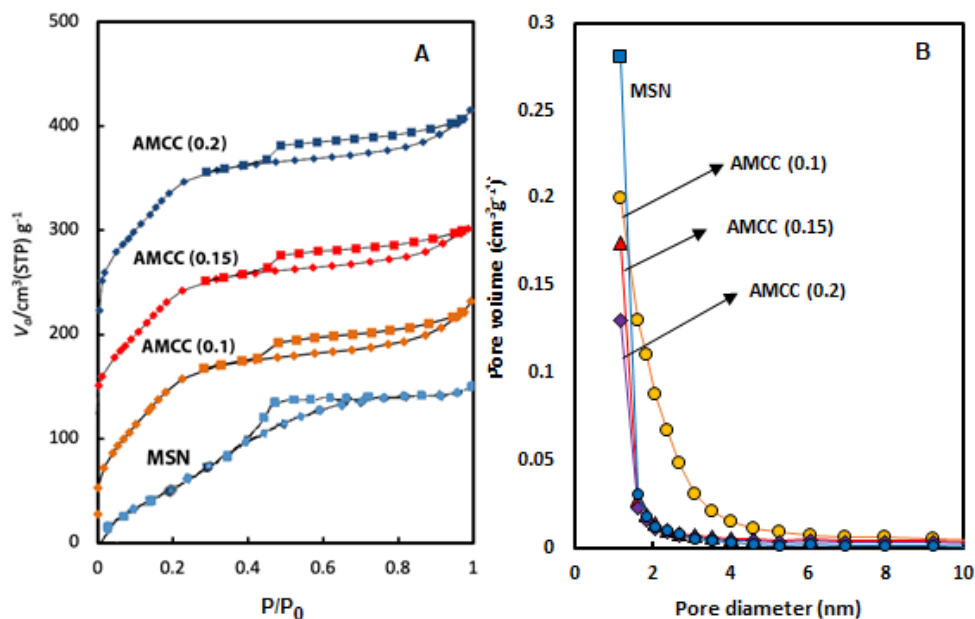 A
500
400
300
200
100
0
Vₐ/cm³(STP) g⁻¹
AMCC (0.2)
AMCC (0.15)
AMCC (0.1)
MSN
0 0.2 0.4 0.6 0.8 1
P/P₀
B
0.3
0.25
0.2
0.15
0.1
0.05
0
Pore volume (cm³g⁻¹)
MSN
AMCC (0.1)
AMCC (0.15)
AMCC (0.2)
0 2 4 6 8 10
Pore diameter (nm)